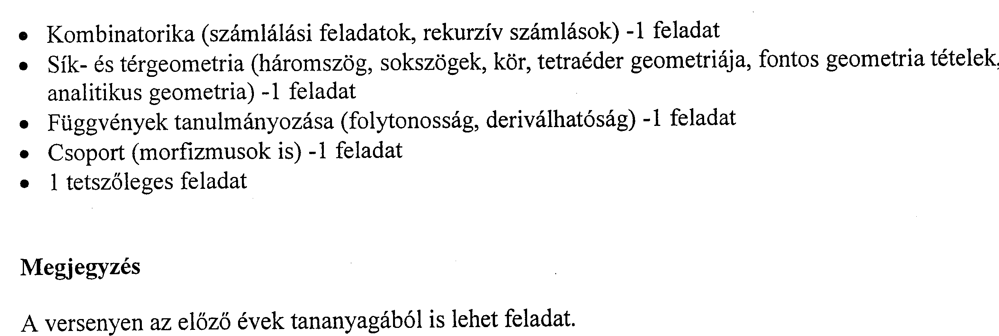 • Kombinatorika (számlálási feladatok, rekurzív számlások) -1 feladat
• Sík- és térgeometria (háromszög, sokszögek, kör, tetraéder geometriája, fontos geometria tételek,
analitikus geometria) -1 feladat
• Függvények tanulmányozása (folytonosság, deriválhatóság) -1 feladat
• Csoport (morfizmusok is) -1 feladat
• 1 tetszőleges feladat
Megjegyzés
A versenyen az előző évek tananyagából is lehet feladat.